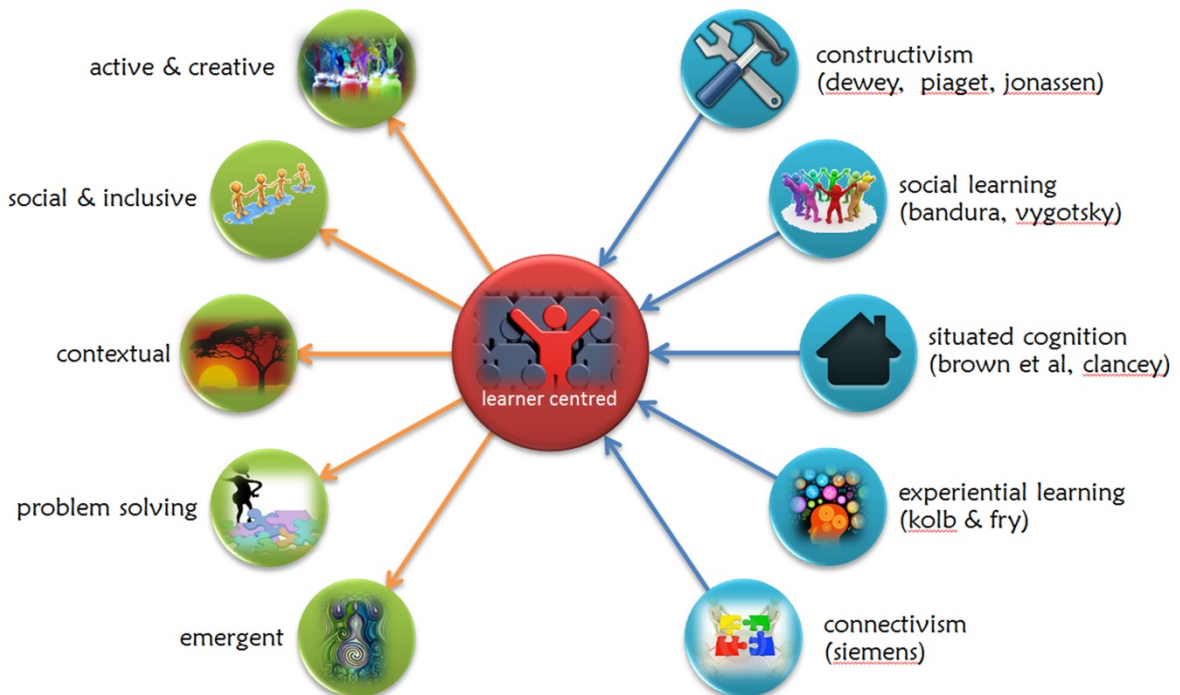 active & creative
social & inclusive
contextual
problem solving
emergent
learner centred
constructivism
(dewey, piaget, jonassen)
social learning
(bandura, vygotsky)
situated cognition
(brown et al, clancey)
experiential learning
(kolb & fry)
connectivism
(siemens)